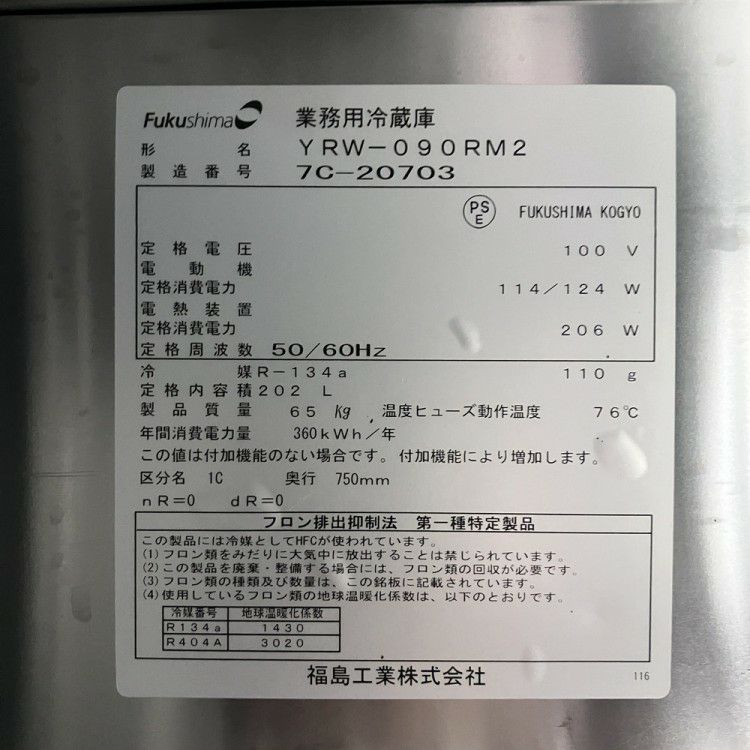 Fukushima 業務用冷蔵庫
形名 YRW-090RM2
製造番号 7C-20703
PS E FUKUSHIMA KOGYO
定格電圧 100 V
電動機
定格消費電力 114/124 W
電熱装置
定格消費電力 206 W
定格周波数 50/60Hz
冷媒 R-134a 110 g
定格内容積 202 L
製品質量 65 Kg 温度ヒューズ動作温度 76℃
年間消費電力量 360kWh/年
この値は付加機能のない場合です。付加機能により増加します。
区分名 1C 奥行 750mm
nR=0 dR=0
フロン排出抑制法 第一種特定製品
この製品には冷媒としてHFCが使われています。
(1)フロン類をみだりに大気中に放出することは禁じられています。
(2)この製品を廃棄・整備する場合には、フロン類の回収が必要です。
(3)フロン類の種類及び数量は、この銘板に記載されています。
(4)使用しているフロン類の地球温暖化係数は、以下のとおりです。
冷媒番号 地球温暖化係数
R134a 1430
R404A 3020
福島工業株式会社 116